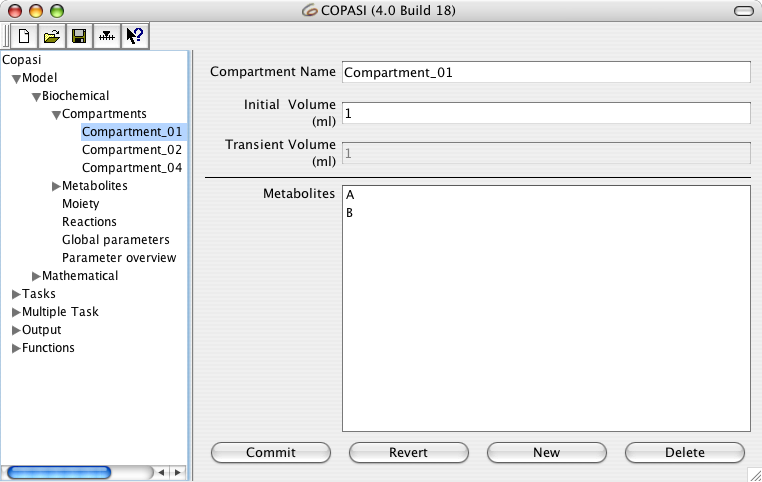 COPASI (4.0 Build 18)
Copasi
Model
Biochemical
Compartments
Compartment_01
Compartment_02
Compartment_04
Metabolites
Moiety
Reactions
Global parameters
Parameter overview
Mathematical
Tasks
Multiple Task
Output
Functions
Compartment Name Compartment_01
Initial Volume
(ml) 1
Transient Volume
(ml) 1
Metabolites A
B
Commit Revert New Delete